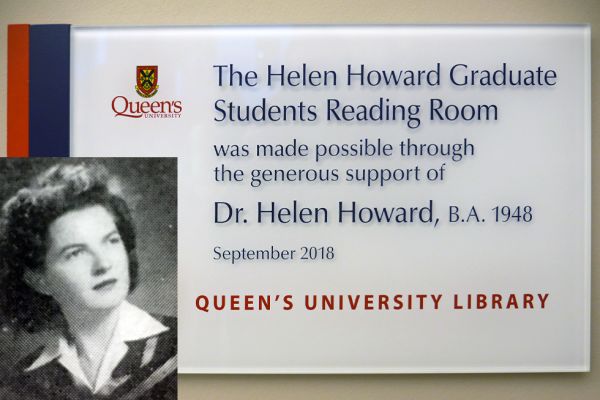 Queen's
UNIVERSITY
The Helen Howard Graduate
Students Reading Room
was made possible through
the generous support of
Dr. Helen Howard, B.A. 1948
September 2018
QUEEN'S UNIVERSITY LIBRARY